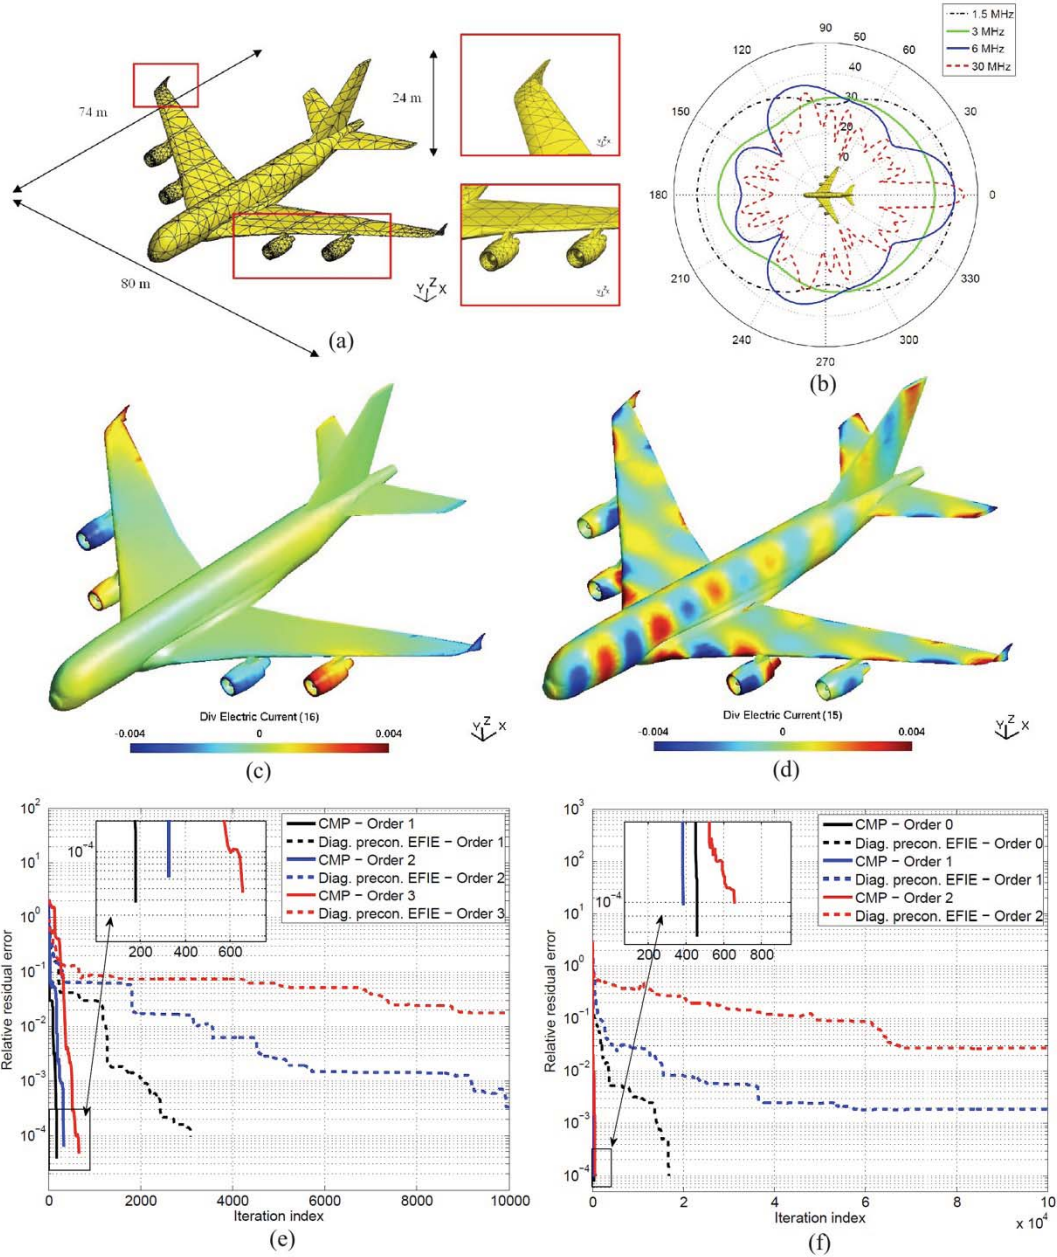 74 m
24 m
80 m
Y Z X
Y Z X
Y Z X
(a)
1.5 MHz
3 MHz
6 MHz
30 MHz
90
50
120
60
40
150
30
30
20
10
180
0
210
330
240
300
270
(b)
Div Electric Current (16)
-0.004
0
0.004
Y Z X
(c)
Div Electric Current (15)
-0.004
0
0.004
Y Z X
(d)
10^2
10^1
10^0
10^-1
10^-2
10^-3
10^-4
Relative residual error
10^-4
200
400
600
CMP – Order 1
Diag. precon. EFIE – Order 1
CMP – Order 2
Diag. precon. EFIE – Order 2
CMP – Order 3
Diag. precon. EFIE – Order 3
0
2000
4000
6000
8000
10000
Iteration index
(e)
10^3
10^2
10^1
10^0
10^-1
10^-2
10^-3
10^-4
Relative residual error
10^-4
200
400
600
800
CMP – Order 0
Diag. precon. EFIE – Order 0
CMP – Order 1
Diag. precon. EFIE – Order 1
CMP – Order 2
Diag. precon. EFIE – Order 2
0
2
4
6
8
10
x 10^4
Iteration index
(f)